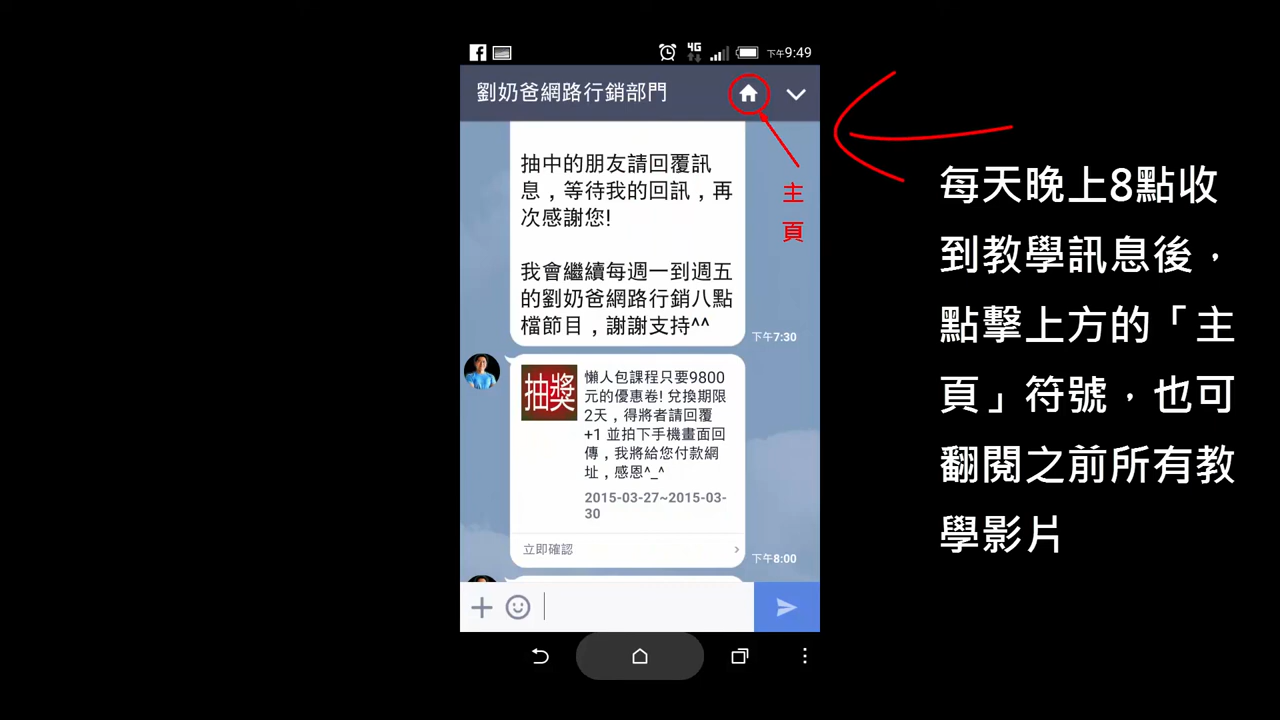 4G
下午9:49
劉奶爸網路行銷部門
主
頁
抽中的朋友請回覆訊
息，等待我的回訊，再
次感謝您!
我會繼續每週一到週五
的劉奶爸網路行銷八點
檔節目，謝謝支持^^
下午7:30
抽獎
懶人包課程只要9800
元的優惠卷! 兌換期限
2天，得將者請回覆
+1 並拍下手機畫面回
傳，我將給您付款網
址，感恩^_^
2015-03-27~2015-03-
30
立即確認
下午8:00
每天晚上8點收
到教學訊息後，
點擊上方的「主
頁」符號，也可
翻閱之前所有教
學影片